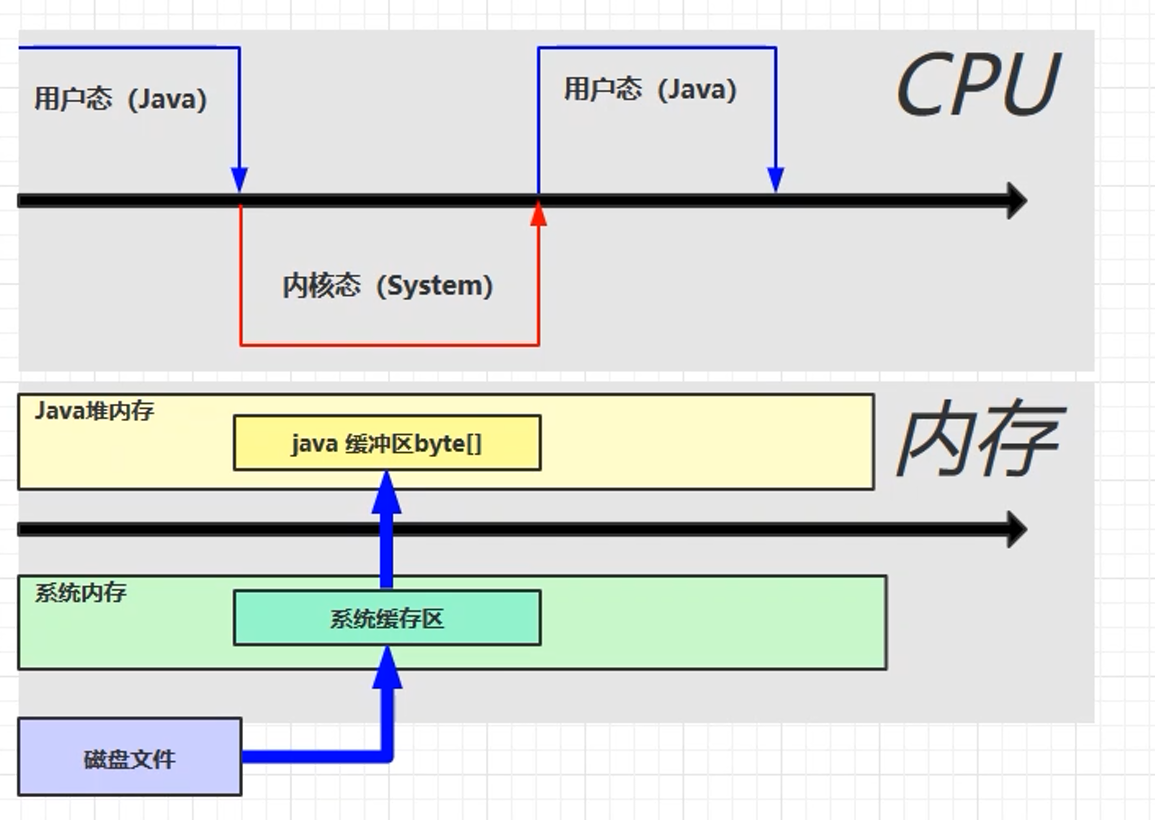 CPU
用户态（Java）
用户态（Java）
内核态（System）
内存
Java堆内存
java 缓冲区byte[]
系统内存
系统缓存区
磁盘文件